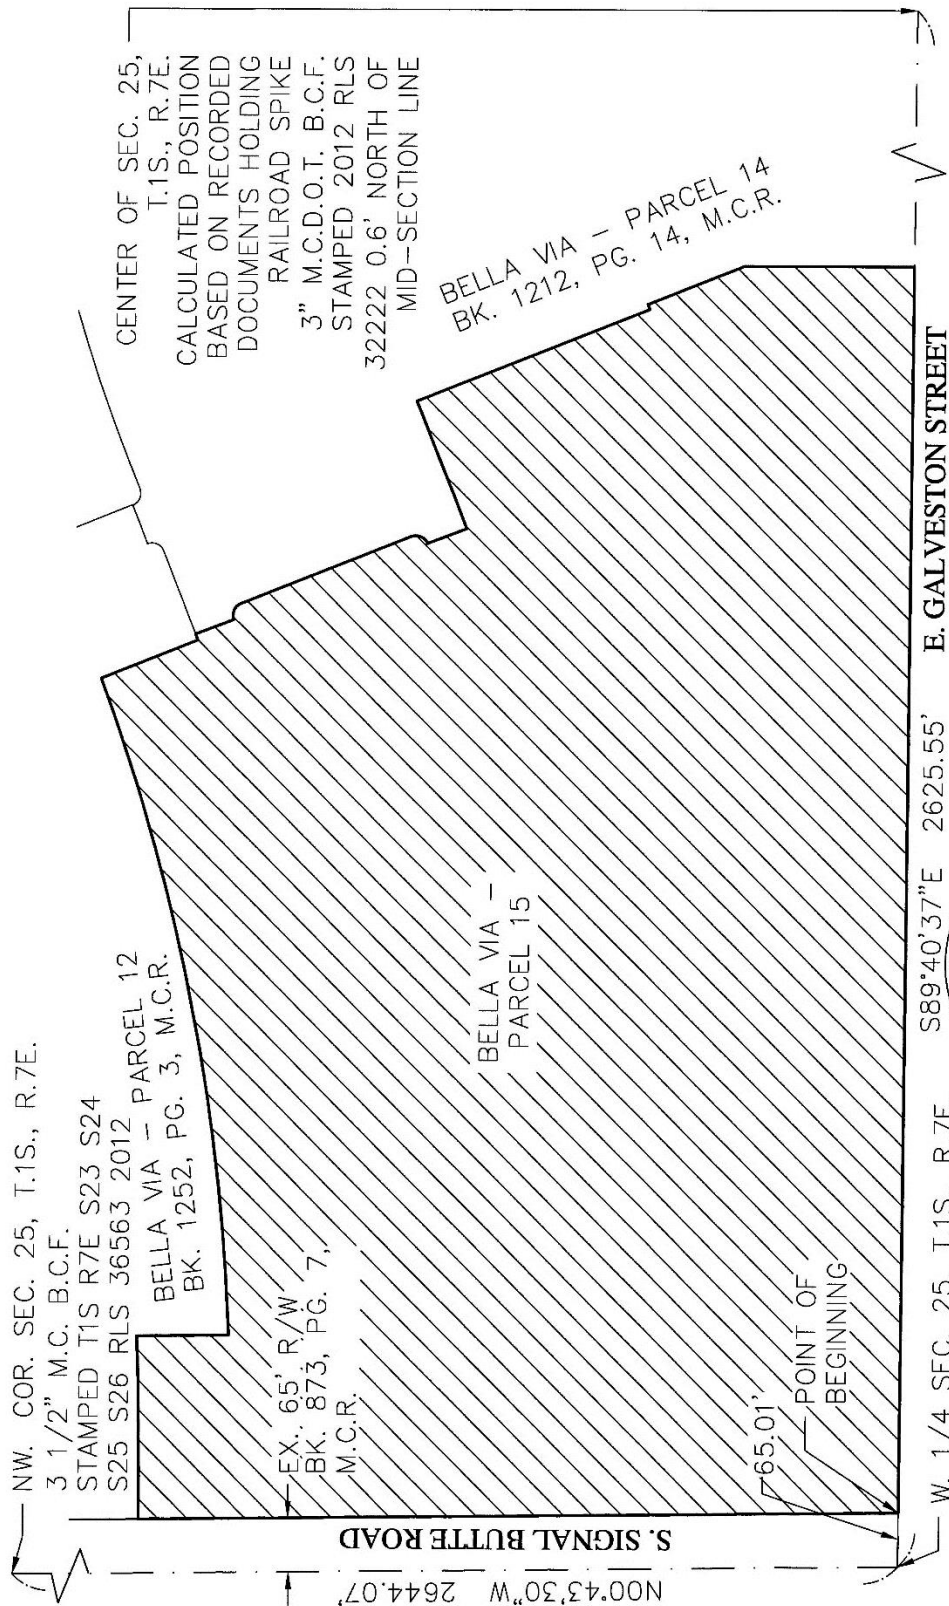 NW. COR. SEC. 25, T.1S., R.7E.
3 1/2" M.C. B.C.F.
STAMPED T1S R7E S23 S24
S25 S26 RLS 36563 2012
BELLA VIA - PARCEL 12
BK. 1252, PG. 3, M.C.R.
CENTER OF SEC. 25,
T.1S., R.7E.
CALCULATED POSITION
BASED ON RECORDED
DOCUMENTS HOLDING
RAILROAD SPIKE
3" M.C.D.O.T. B.C.F.
STAMPED 2012 RLS
32222 0.6' NORTH OF
MID-SECTION LINE
BELLA VIA - PARCEL 14
BK. 1212, PG. 14, M.C.R.
EX. 65' R/W
BK. 873, PG. 7,
M.C.R.
BELLA VIA -
PARCEL 15
S. SIGNAL BUTTE ROAD
N00°43'30"W 2644.07'
65.01'
POINT OF
BEGINNING
E. GALVESTON STREET
S89°40'37"E 2625.55'
W. 1/4 SEC. 25, T.1S., R.7E.